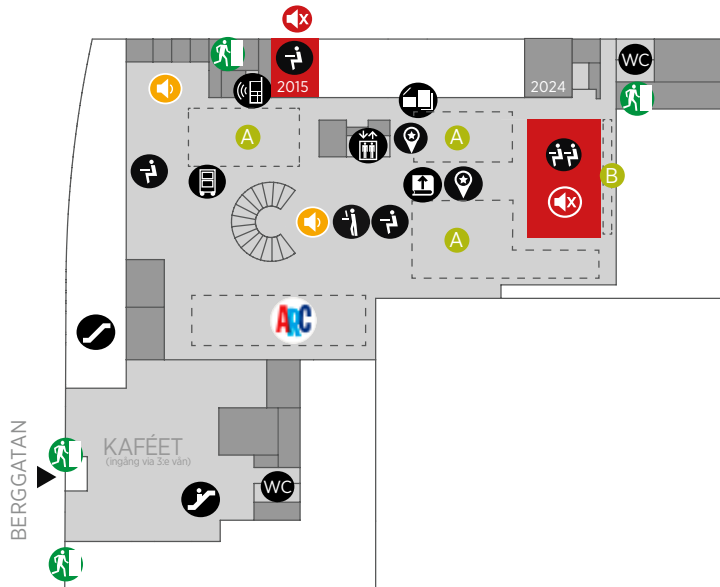 WC
2015
2024
A
A
B
A
ARC
KAFÉET
(ingång via 3:e vån)
WC
BERGGATAN